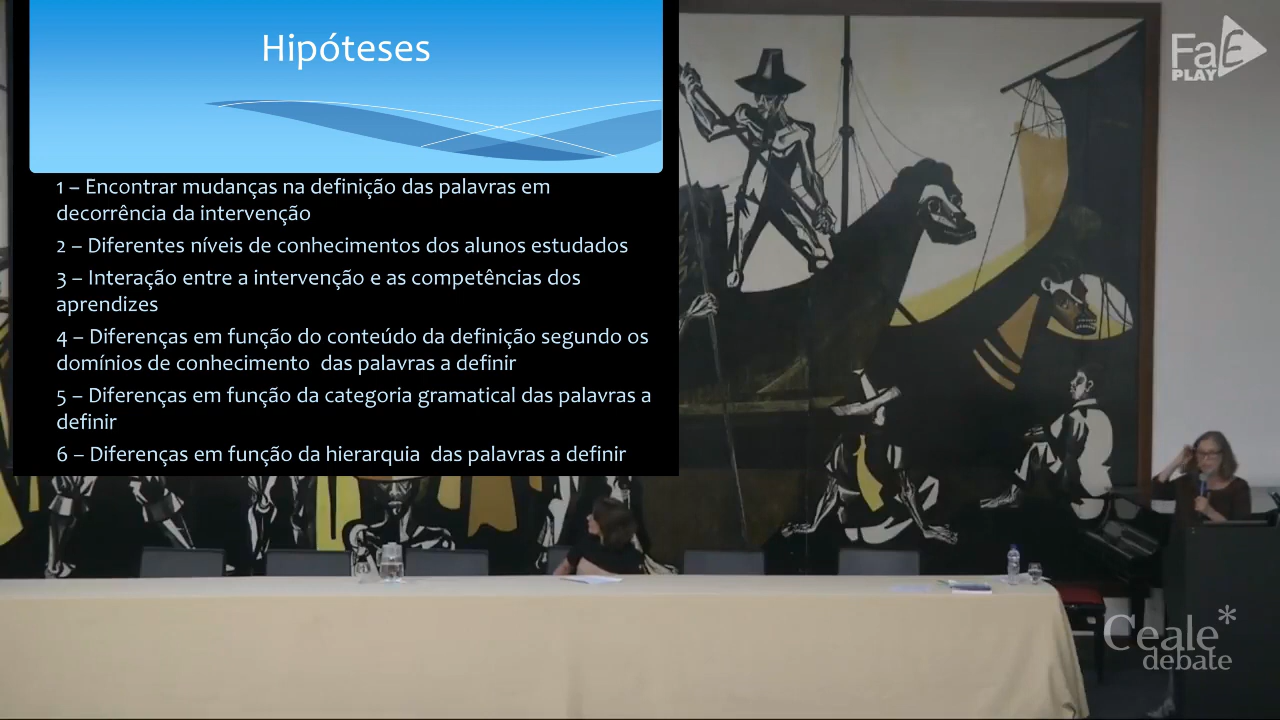 Hipóteses
1 – Encontrar mudanças na definição das palavras em
decorrência da intervenção
2 – Diferentes níveis de conhecimentos dos alunos estudados
3 – Interação entre a intervenção e as competências dos
aprendizes
4 – Diferenças em função do conteúdo da definição segundo os
domínios de conhecimento  das palavras a definir
5 – Diferenças em função da categoria gramatical das palavras a
definir
6 – Diferenças em função da hierarquia  das palavras a definir
FaE
PLAY
Ceale*
debate